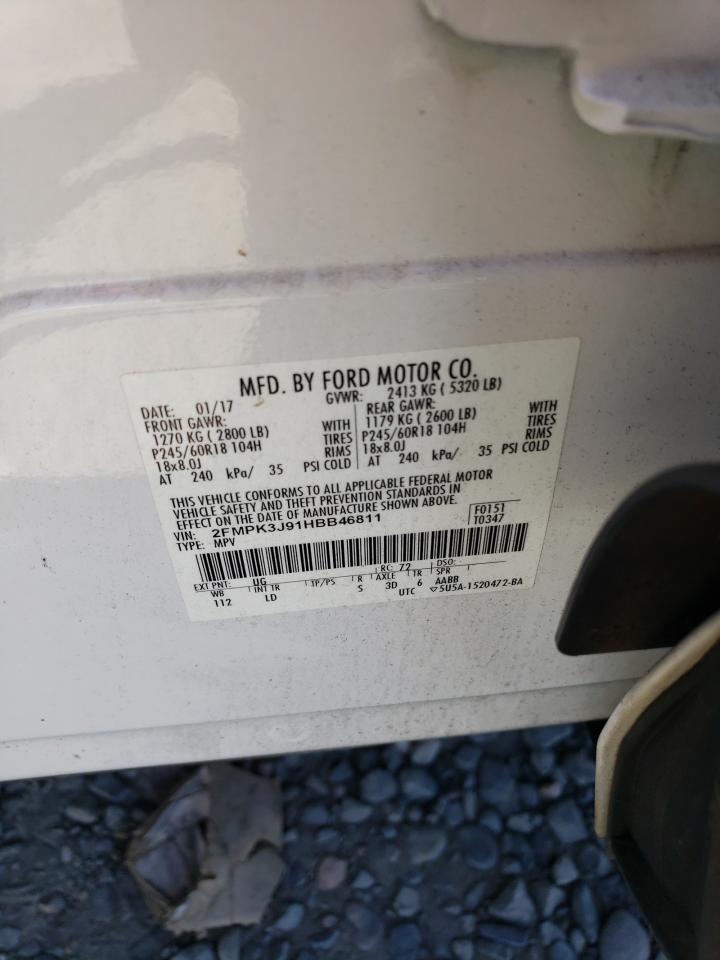 MFD. BY FORD MOTOR CO.
DATE: 01/17 GVWR: 2413 KG ( 5320 LB)
FRONT GAWR: REAR GAWR:
1270 KG ( 2800 LB) WITH 1179 KG ( 2600 LB) WITH
P245/60R18 104H TIRES P245/60R18 104H TIRES
18x8.0J RIMS 18x8.0J RIMS
AT 240 kPa/ 35 PSI COLD AT 240 kPa/ 35 PSI COLD
THIS VEHICLE CONFORMS TO ALL APPLICABLE FEDERAL MOTOR
VEHICLE SAFETY AND THEFT PREVENTION STANDARDS IN
EFFECT ON THE DATE OF MANUFACTURE SHOWN ABOVE.
VIN: 2FMPK3J91HBB46811 F0151
TYPE: MPV T0347
EXT PNT: UG RC: 72 DSO:
WB INT TR TP/PS R AXLE TR SPR
112 LD S 3D 6 AABB
UTC ▽5U5A-1520472-BA